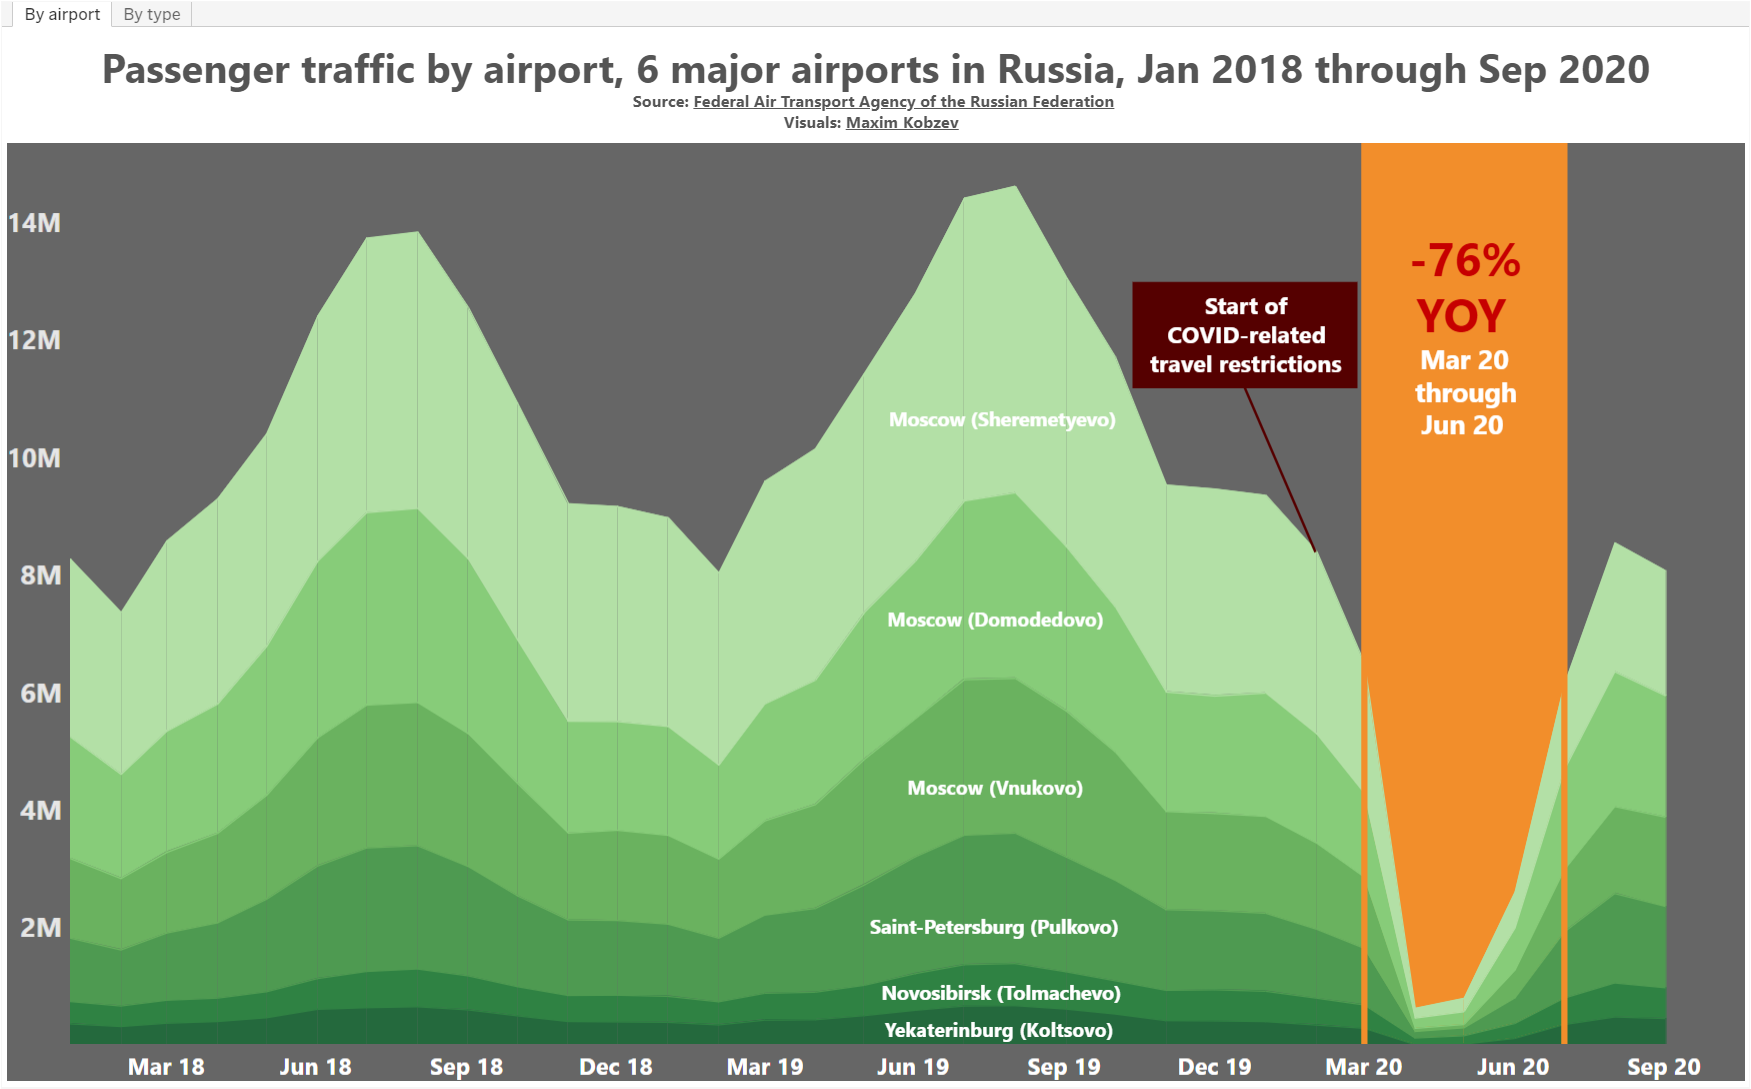 By airport
By type
Passenger traffic by airport, 6 major airports in Russia, Jan 2018 through Sep 2020
Source: Federal Air Transport Agency of the Russian Federation
Visuals: Maxim Kobzev
14M
12M
10M
8M
6M
4M
2M
-76%
YOY
Mar 20
through
Jun 20
Start of
COVID-related
travel restrictions
Moscow (Sheremetyevo)
Moscow (Domodedovo)
Moscow (Vnukovo)
Saint-Petersburg (Pulkovo)
Novosibirsk (Tolmachevo)
Yekaterinburg (Koltsovo)
Mar 18
Jun 18
Sep 18
Dec 18
Mar 19
Jun 19
Sep 19
Dec 19
Mar 20
Jun 20
Sep 20